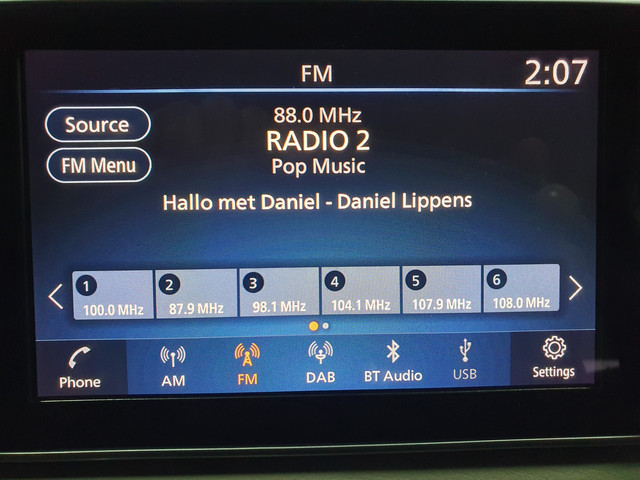 FM
2:07
Source
88.0 MHz
FM Menu
RADIO 2
Pop Music
Hallo met Daniel - Daniel Lippens
1
100.0 MHz
2
87.9 MHz
3
98.1 MHz
4
104.1 MHz
5
107.9 MHz
6
108.0 MHz
Phone
AM
FM
DAB
BT Audio
USB
Settings